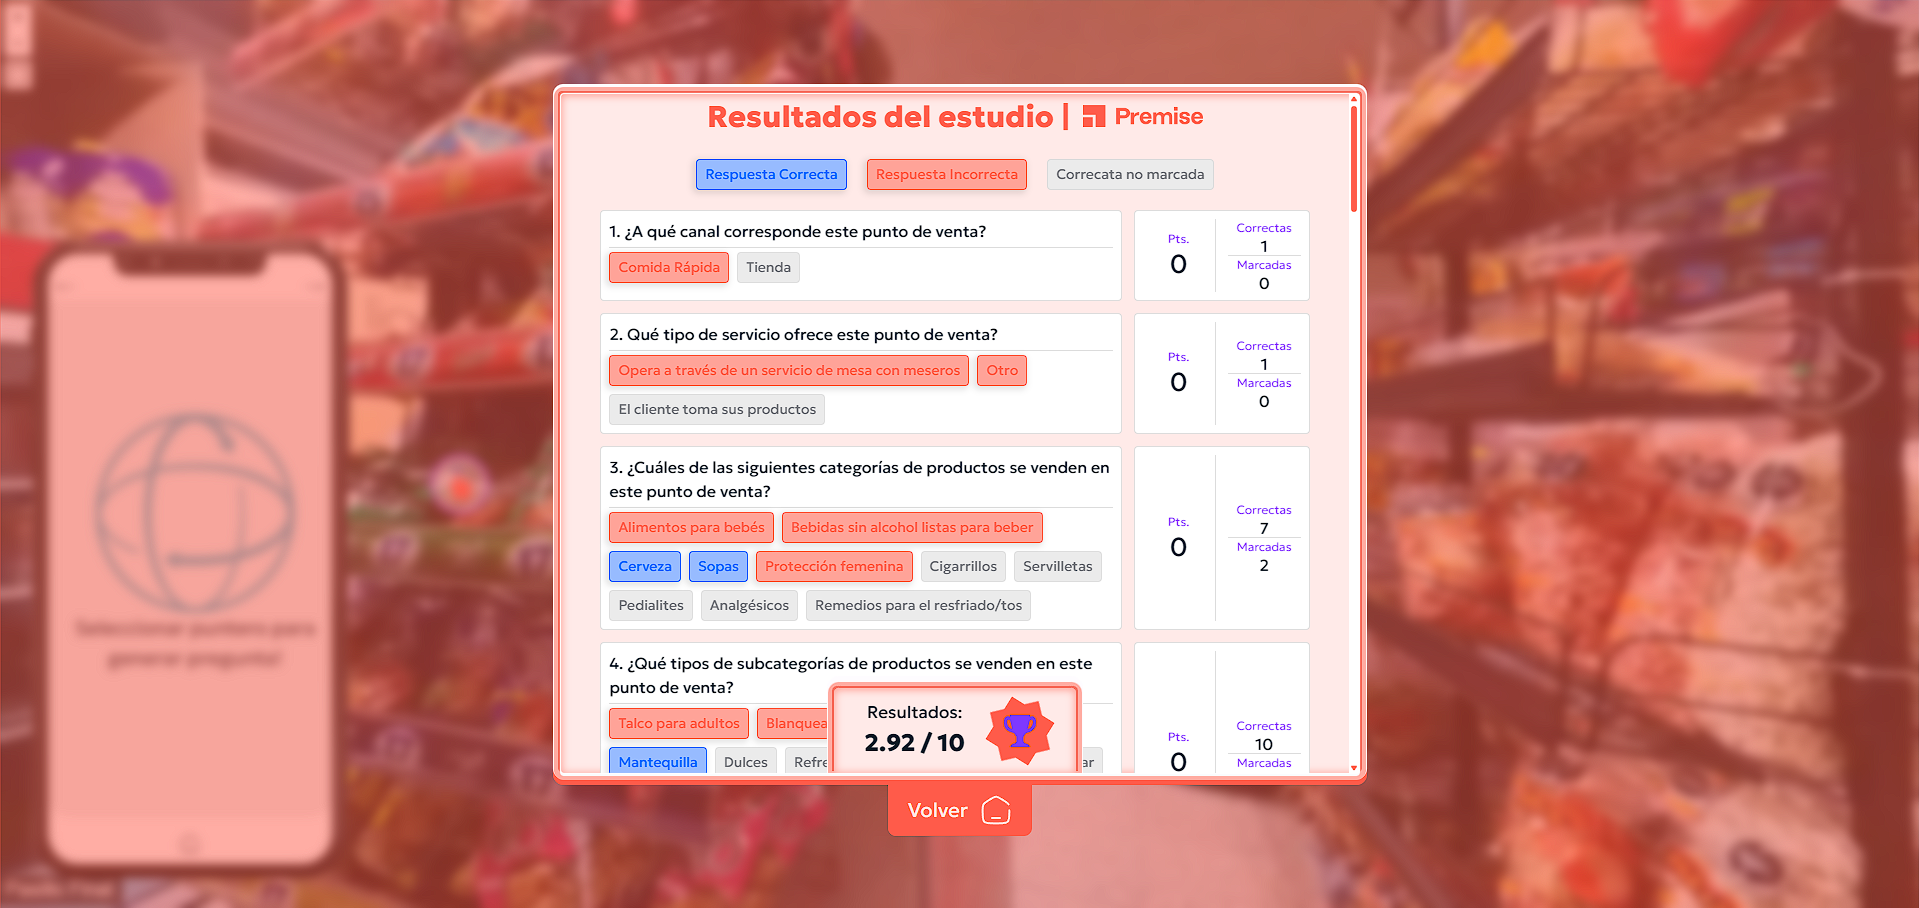 Resultados del estudio | Premise
Respuesta Correcta
Respuesta Incorrecta
Correcata no marcada
1. ¿A qué canal corresponde este punto de venta?
Comida Rápida
Tienda
Pts.
0
Correctas
1
Marcadas
0
2. Qué tipo de servicio ofrece este punto de venta?
Opera a través de un servicio de mesa con meseros
Otro
El cliente toma sus productos
Pts.
0
Correctas
1
Marcadas
0
3. ¿Cuáles de las siguientes categorías de productos se venden en
este punto de venta?
Alimentos para bebés
Bebidas sin alcohol listas para beber
Cerveza
Sopas
Protección femenina
Cigarrillos
Servilletas
Pedialites
Analgésicos
Remedios para el resfriado/tos
Pts.
0
Correctas
7
Marcadas
2
4. ¿Qué tipos de subcategorías de productos se venden en este
punto de venta?
Talco para adultos
Blanquea
Mantequilla
Dulces
Refre
ar
Pts.
0
Correctas
10
Marcadas
Resultados:
2.92 / 10
Volver
Seleccionar puntero para
generar pregunta!